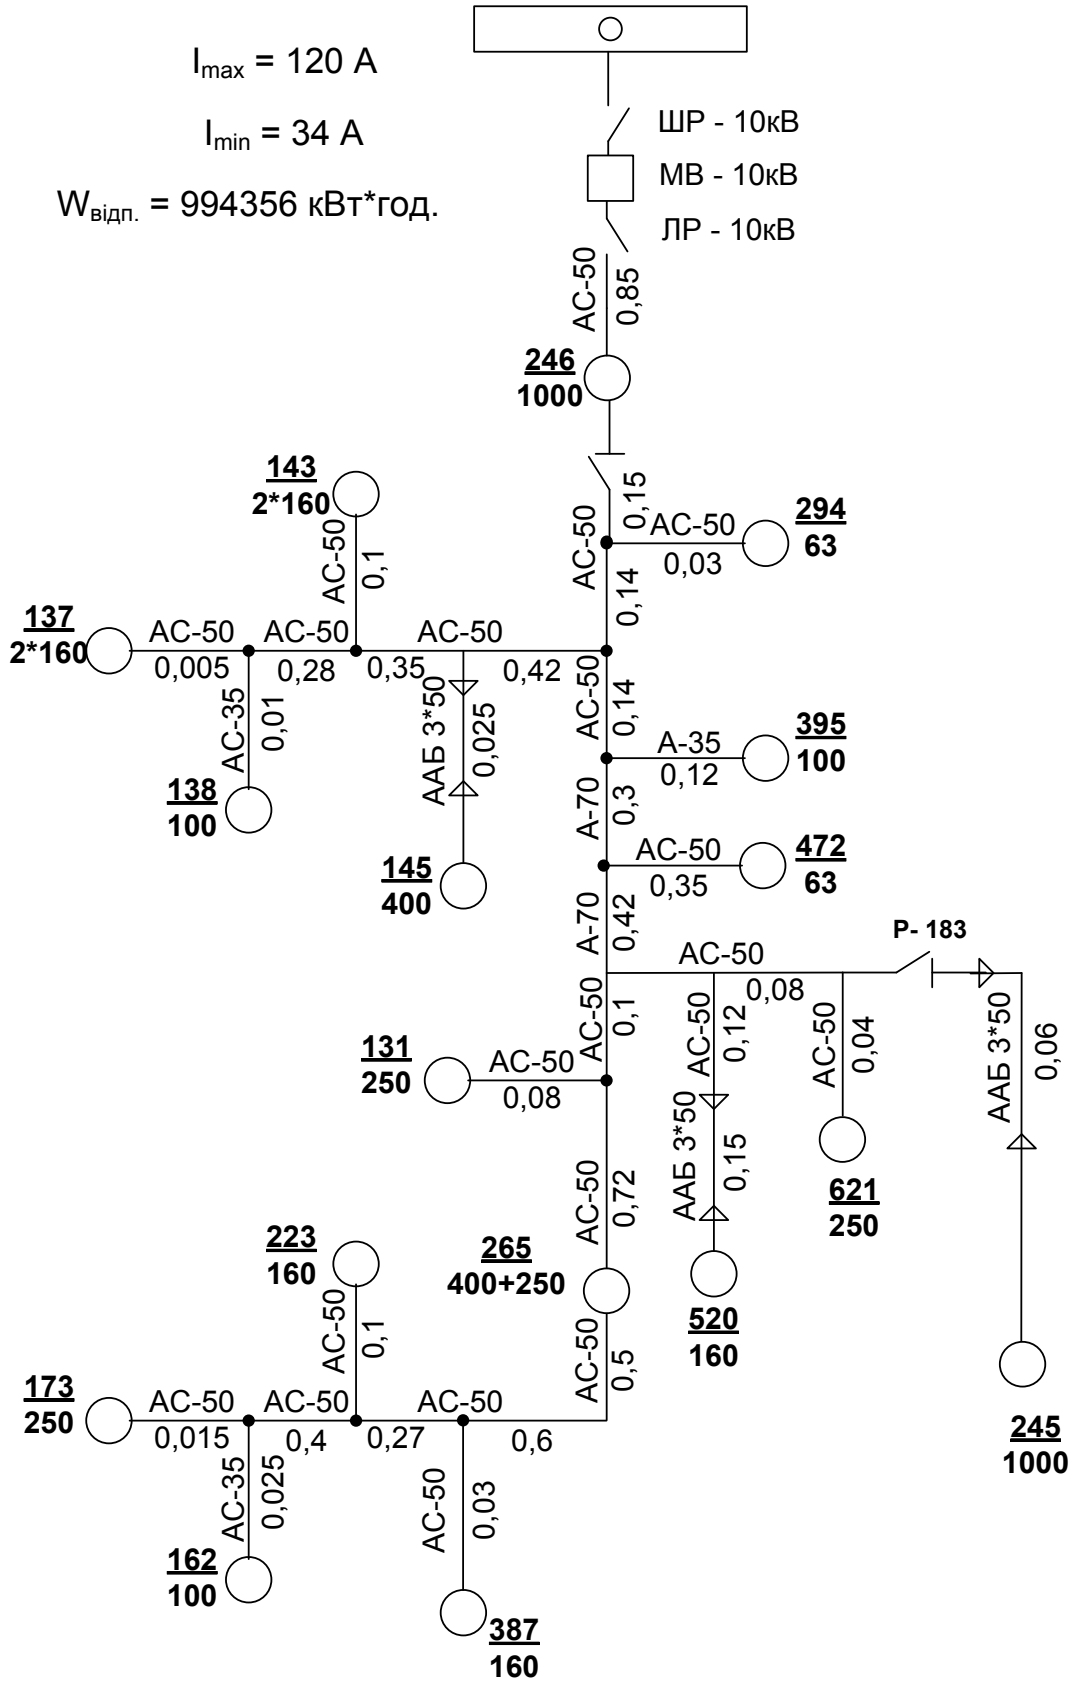 I_max = 120 А
I_min = 34 А
W_відп. = 994356 кВт*год.
ШР - 10кВ
МВ - 10кВ
ЛР - 10кВ
АС-50
0,85
246
1000
0,15
АС-50
143
2*160
АС-50
0,1
АС-50
0,03
294
63
0,14
137
2*160
АС-50
0,005
АС-50
0,28
АС-50
0,35
0,42
АС-35
0,01
138
100
ААБ 3*50
0,025
145
400
АС-50
0,14
А-35
0,12
395
100
А-70
0,3
АС-50
0,35
472
63
А-70
0,42
Р- 183
АС-50
0,08
АС-50
0,1
АС-50
0,12
АС-50
0,04
ААБ 3*50
0,06
131
250
АС-50
0,08
ААБ 3*50
0,15
621
250
АС-50
0,72
223
160
265
400+250
520
160
АС-50
0,1
АС-50
0,5
173
250
АС-50
0,015
АС-50
0,4
АС-50
0,27
0,6
245
1000
АС-35
0,025
АС-50
0,03
162
100
387
160